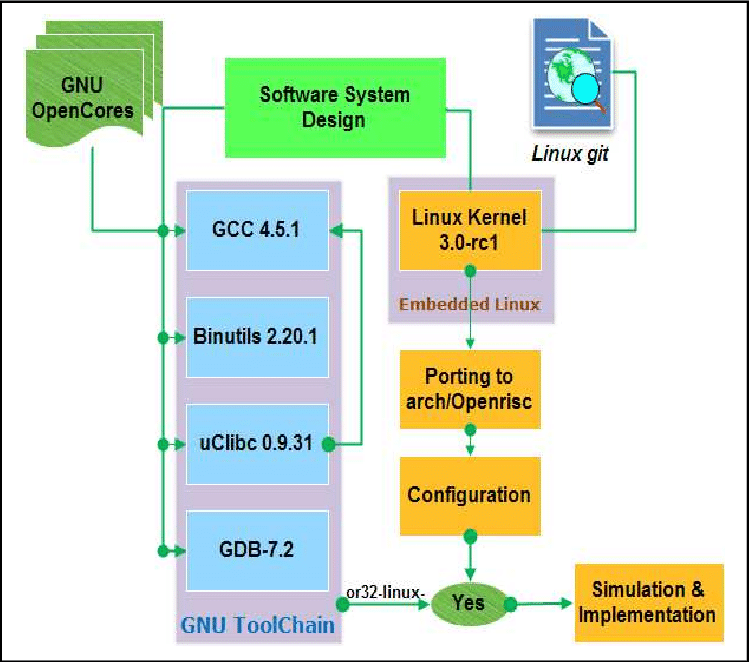 GNU
OpenCores
Software System
Design
Linux git
GCC 4.5.1
Linux Kernel
3.0-rc1
Embedded Linux
Binutils 2.20.1
Porting to
arch/Openrisc
uClibc 0.9.31
Configuration
GDB-7.2
or32-linux-
Yes
Simulation &
Implementation
GNU ToolChain